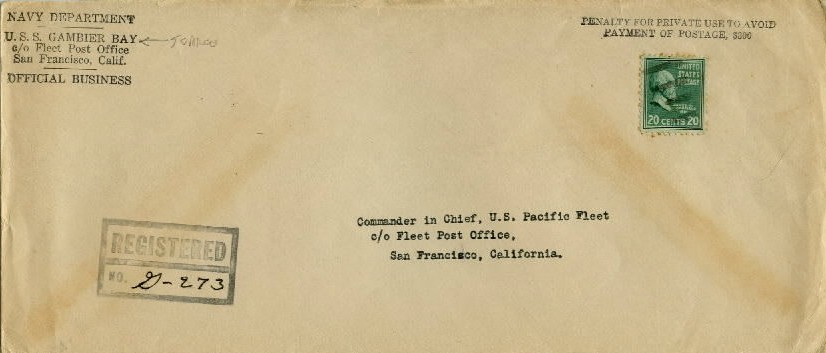 NAVY DEPARTMENT
U. S. S. GAMBIER BAY
c/o Fleet Post Office
San Francisco, Calif.
OFFICIAL BUSINESS
PENALTY FOR PRIVATE USE TO AVOID
PAYMENT OF POSTAGE, $300
UNITED
STATES
POSTAGE
20 CENTS 20
Commander in Chief, U.S. Pacific Fleet
c/o Fleet Post Office,
San Francisco, California.
REGISTERED
NO. G-273